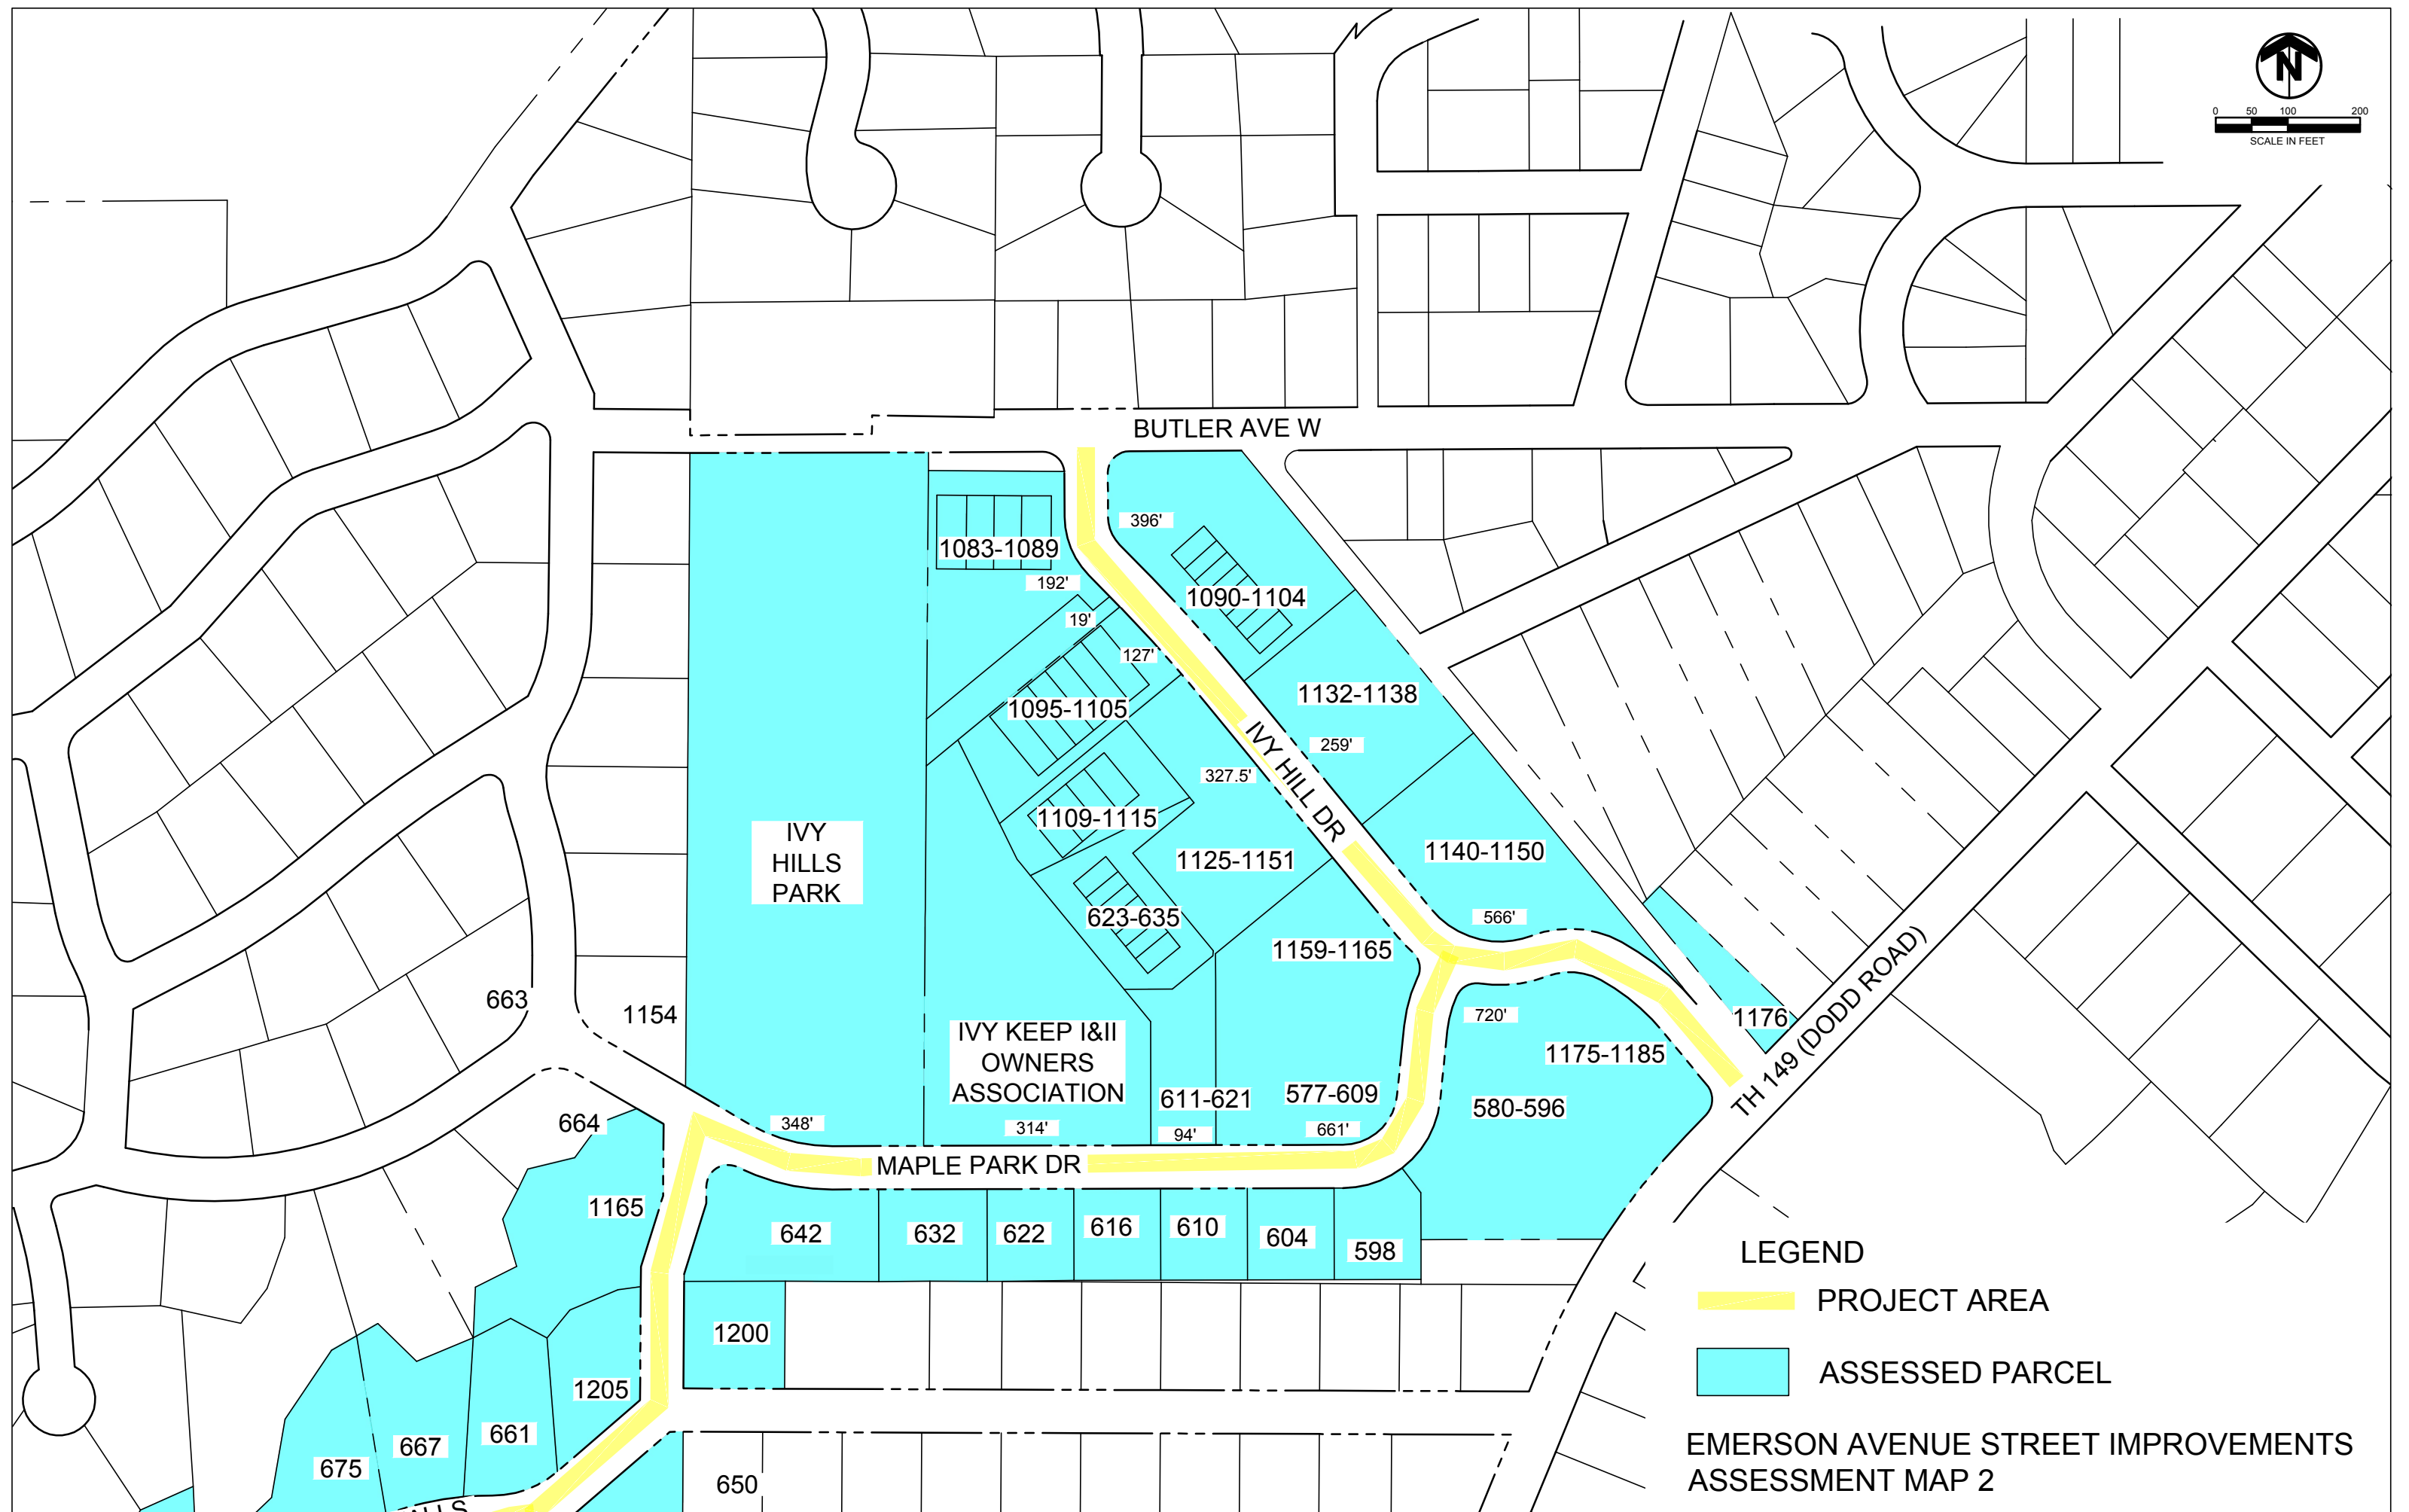 N
0 50 100 200
SCALE IN FEET
BUTLER AVE W
396'
1083-1089
192'
1090-1104
19'
127'
1132-1138
1095-1105
IVY HILL DR
259'
327.5'
1109-1115
IVY
HILLS
PARK
1125-1151
1140-1150
623-635
566'
1159-1165
663
1154
720'
1176
TH 149 (DODD ROAD)
IVY KEEP I&II
OWNERS
ASSOCIATION
1175-1185
611-621
577-609
580-596
664
348'
314'
94'
661'
MAPLE PARK DR
1165
642
632
622
616
610
604
598
1200
1205
661
667
675
650
LEGEND
PROJECT AREA
ASSESSED PARCEL
EMERSON AVENUE STREET IMPROVEMENTS
ASSESSMENT MAP 2